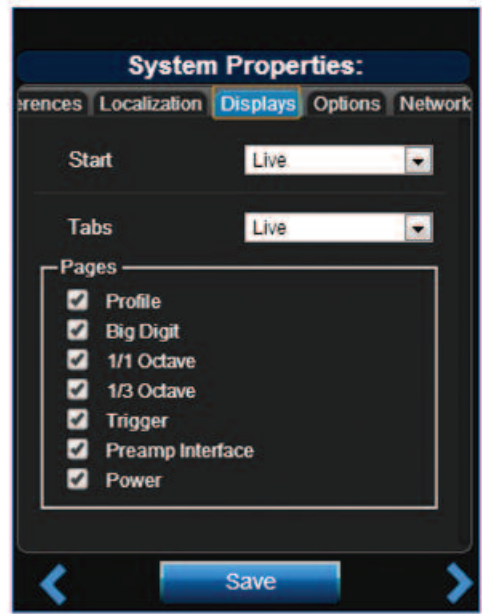 System Properties:
erences Localization Displays Options Network
Start Live
Tabs Live
Pages
Profile
Big Digit
1/1 Octave
1/3 Octave
Trigger
Preamp Interface
Power
Save